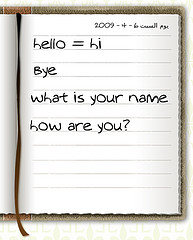 يوم السبت 6 - 4 - 2009
hello = hi
Bye
what is your name
how are you?